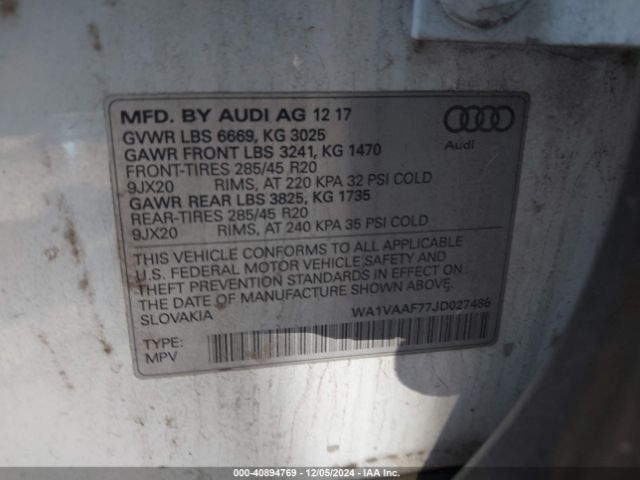 MFD. BY AUDI AG 12 17
GVWR LBS 6669, KG 3025
GAWR FRONT LBS 3241, KG 1470
FRONT-TIRES 285/45 R20
9JX20 RIMS, AT 220 KPA 32 PSI COLD
GAWR REAR LBS 3825, KG 1735
REAR-TIRES 285/45 R20
9JX20 RIMS, AT 240 KPA 35 PSI COLD
Audi
THIS VEHICLE CONFORMS TO ALL APPLICABLE
U.S. FEDERAL MOTOR VEHICLE SAFETY AND
THEFT PREVENTION STANDARDS IN EFFECT ON
THE DATE OF MANUFACTURE SHOWN ABOVE.
SLOVAKIA WA1VAAF77JD027486
TYPE:
MPV
000-40894769 - 12/05/2024 - IAA Inc.